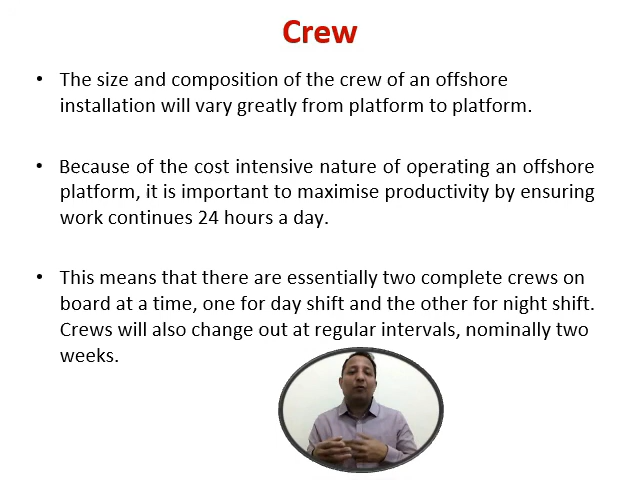 Crew
• The size and composition of the crew of an offshore
installation will vary greatly from platform to platform.
• Because of the cost intensive nature of operating an offshore
platform, it is important to maximise productivity by ensuring
work continues 24 hours a day.
• This means that there are essentially two complete crews on
board at a time, one for day shift and the other for night shift.
Crews will also change out at regular intervals, nominally two
weeks.